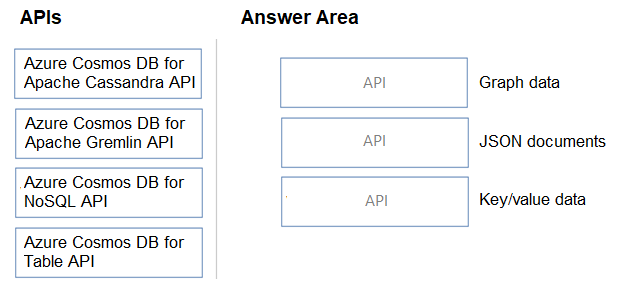 APIs
Answer Area
Azure Cosmos DB for
Apache Cassandra API
Azure Cosmos DB for
Apache Gremlin API
Azure Cosmos DB for
NoSQL API
Azure Cosmos DB for
Table API
API
Graph data
API
JSON documents
API
Key/value data